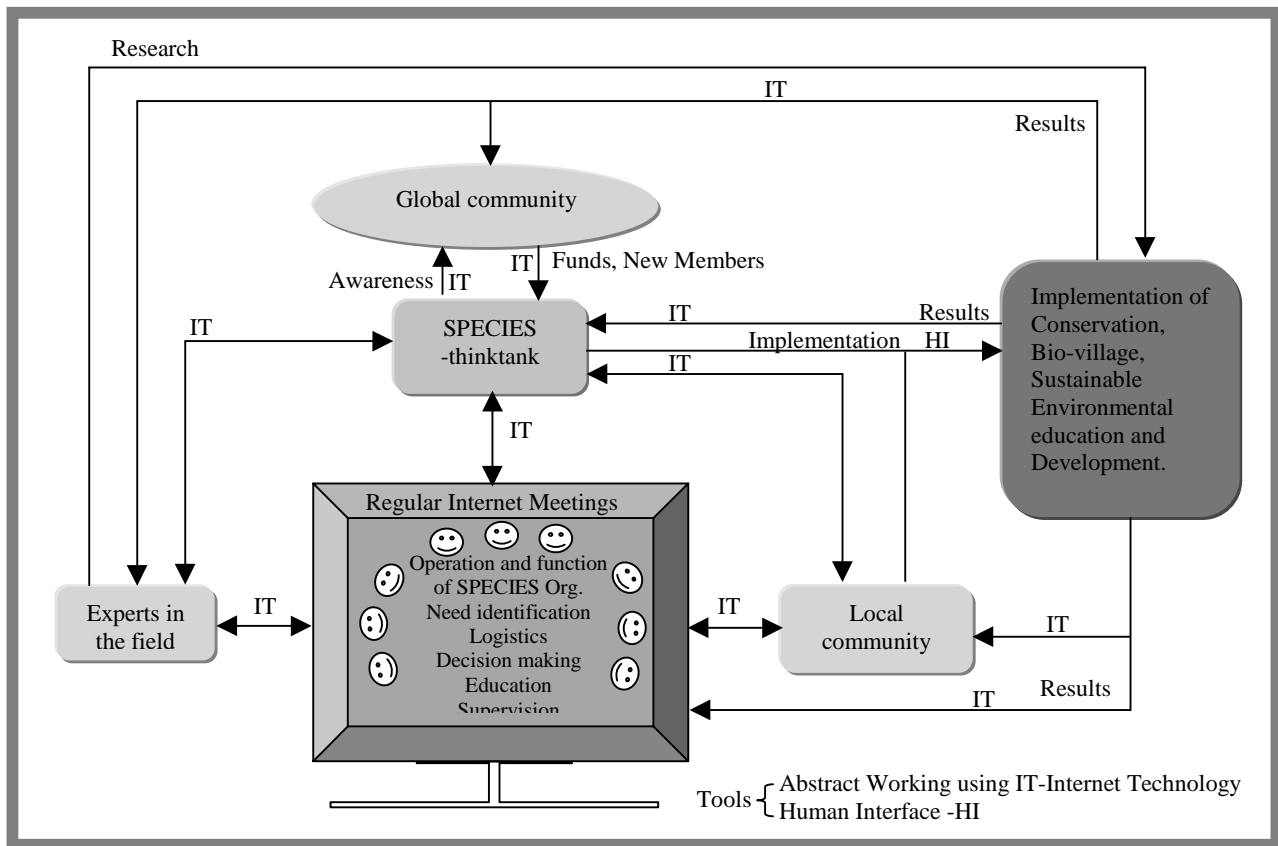 Research
IT
Results
Global community
Awareness
IT
IT
Funds, New Members
IT
SPECIES
-thinktank
IT
Results
Implementation HI
IT
Implementation of
Conservation,
Bio-village,
Sustainable
Environmental
education and
Development.
IT
Regular Internet Meetings
Operation and function
of SPECIES Org.
Need identification
Logistics
Decision making
Education
Supervision
Experts in
the field
IT
IT
Local
community
IT
IT
Results
Tools
Abstract Working using IT-Internet Technology
Human Interface -HI